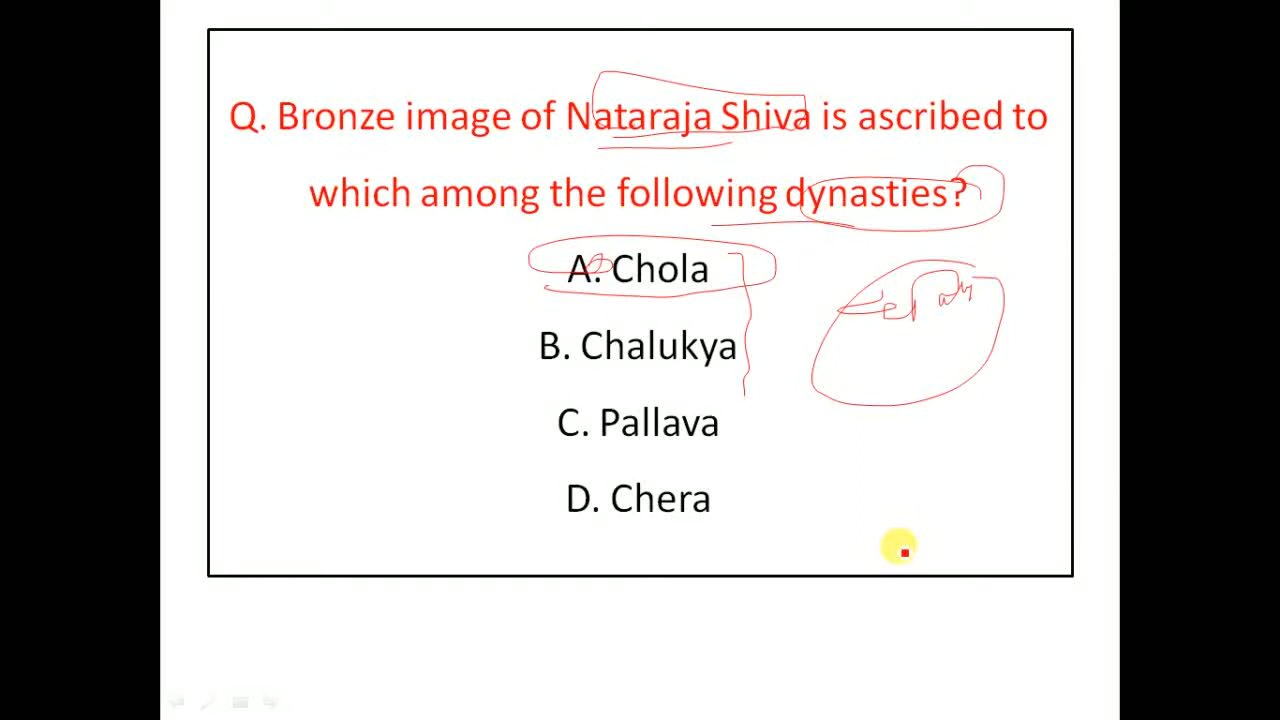 Q. Bronze image of Nataraja Shiva is ascribed to
which among the following dynasties?
A. Chola
B. Chalukya
C. Pallava
D. Chera